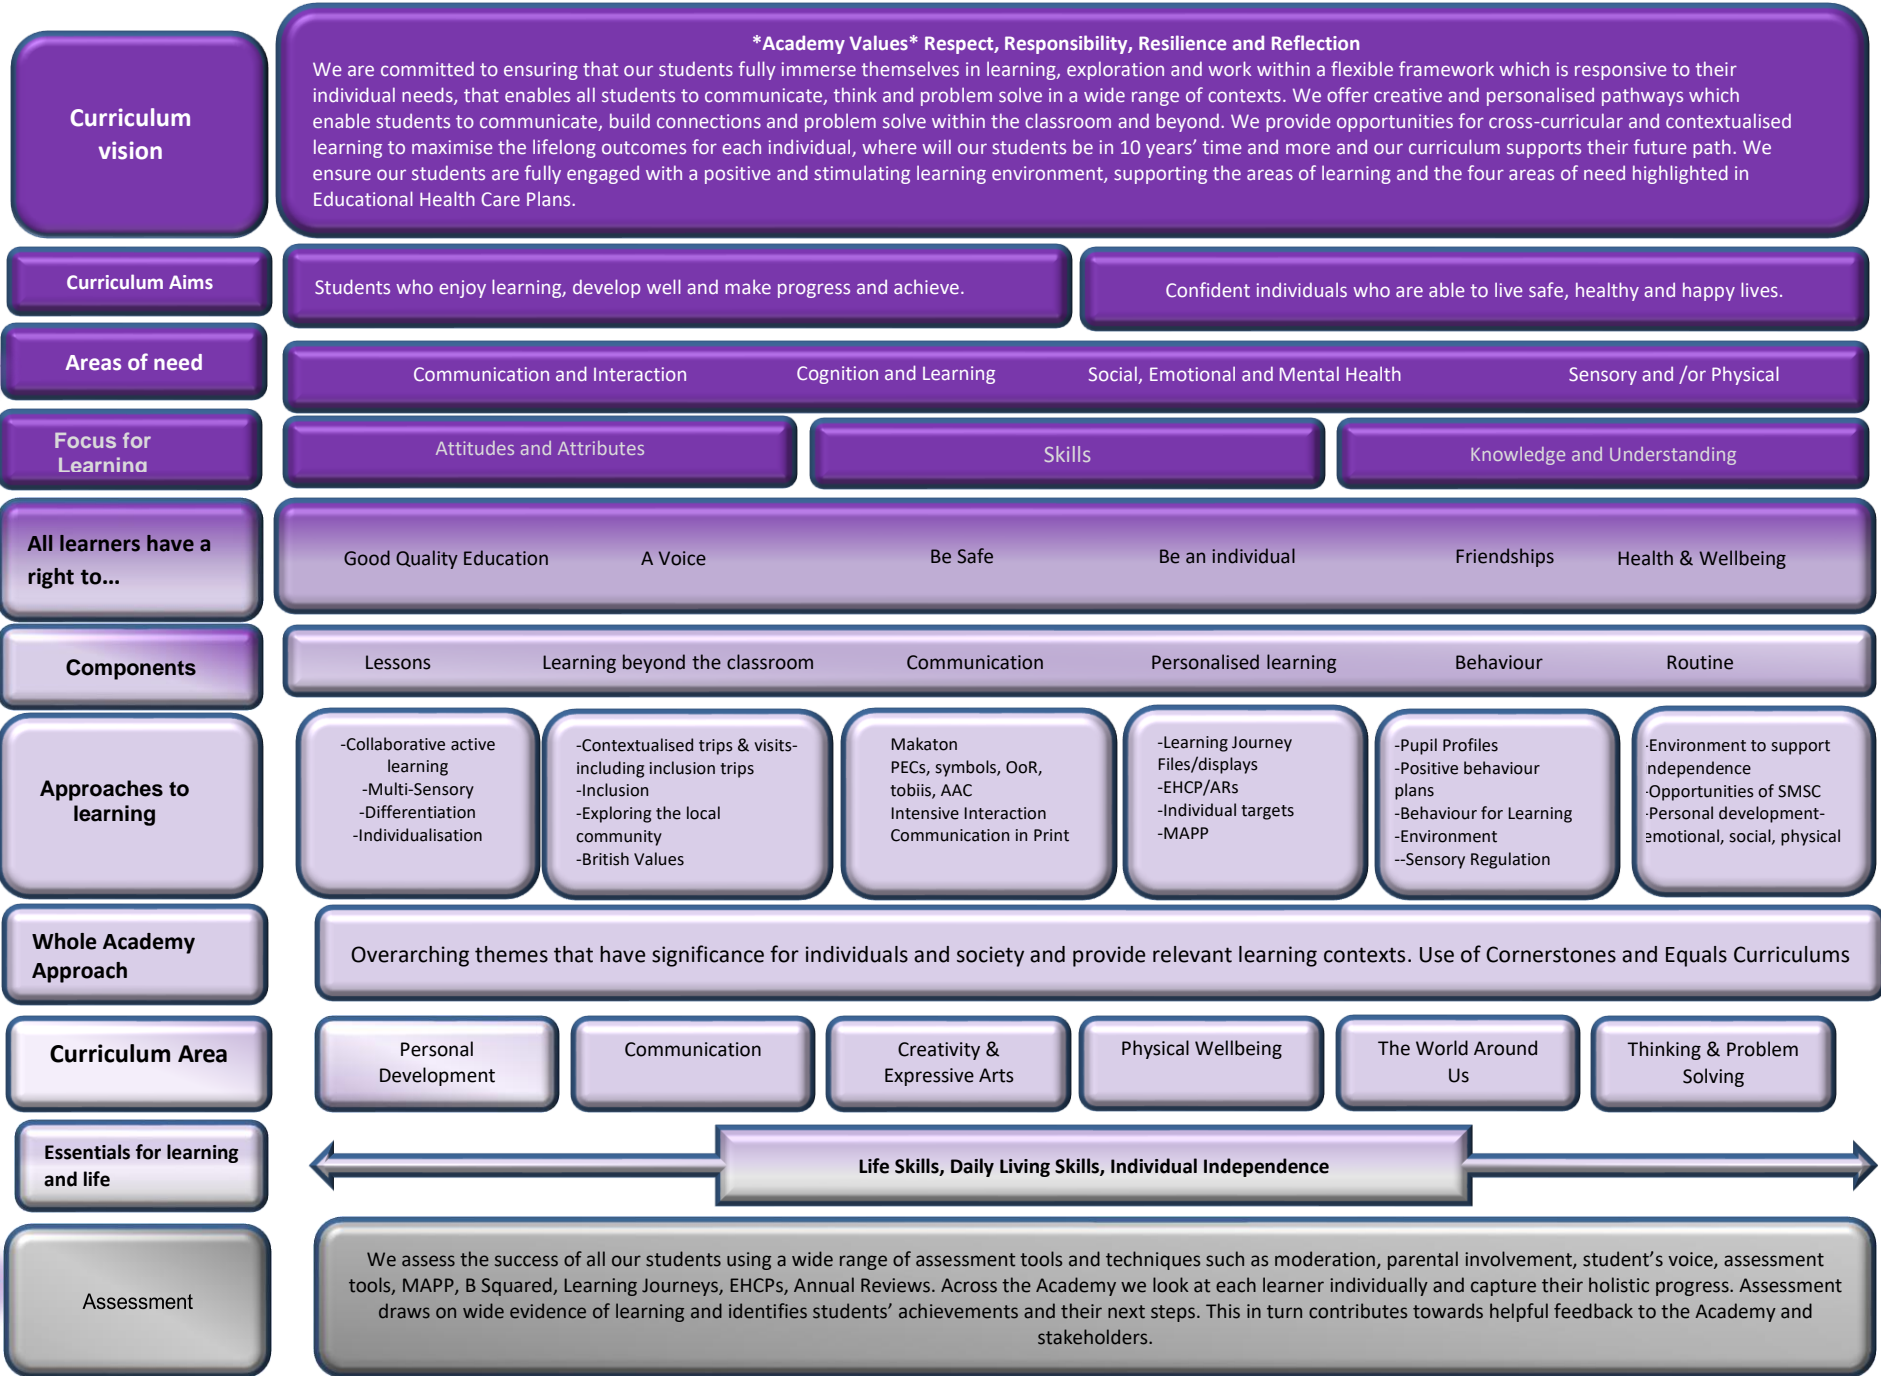 Curriculum
vision
*Academy Values* Respect, Responsibility, Resilience and Reflection
We are committed to ensuring that our students fully immerse themselves in learning, exploration and work within a flexible framework which is responsive to their
individual needs, that enables all students to communicate, think and problem solve in a wide range of contexts. We offer creative and personalised pathways which
enable students to communicate, build connections and problem solve within the classroom and beyond. We provide opportunities for cross-curricular and contextualised
learning to maximise the lifelong outcomes for each individual, where will our students be in 10 years' time and more and our curriculum supports their future path. We
ensure our students are fully engaged with a positive and stimulating learning environment, supporting the areas of learning and the four areas of need highlighted in
Educational Health Care Plans.
Curriculum Aims
Students who enjoy learning, develop well and make progress and achieve.
Confident individuals who are able to live safe, healthy and happy lives.
Areas of need
Communication and Interaction
Cognition and Learning
Social, Emotional and Mental Health
Sensory and /or Physical
Focus for
Learning
Attitudes and Attributes
Skills
Knowledge and Understanding
All learners have a
right to...
Good Quality Education
A Voice
Be Safe
Be an individual
Friendships
Health & Wellbeing
Components
Lessons
Learning beyond the classroom
Communication
Personalised learning
Behaviour
Routine
Approaches to
learning
-Collaborative active
learning
-Multi-Sensory
-Differentiation
-Individualisation
-Contextualised trips & visits-
including inclusion trips
-Inclusion
-Exploring the local
community
-British Values
Makaton
PECs, symbols, OoR,
tobiis, AAC
Intensive Interaction
Communication in Print
-Learning Journey
Files/displays
-EHCP/ARs
-Individual targets
-MAPP
-Pupil Profiles
-Positive behaviour
plans
-Behaviour for Learning
-Environment
--Sensory Regulation
-Environment to support
ndependence
-Opportunities of SMSC
-Personal development-
emotional, social, physical
Whole Academy
Approach
Overarching themes that have significance for individuals and society and provide relevant learning contexts. Use of Cornerstones and Equals Curriculums
Curriculum Area
Personal
Development
Communication
Creativity &
Expressive Arts
Physical Wellbeing
The World Around
Us
Thinking & Problem
Solving
Essentials for learning
and life
Life Skills, Daily Living Skills, Individual Independence
Assessment
We assess the success of all our students using a wide range of assessment tools and techniques such as moderation, parental involvement, student's voice, assessment
tools, MAPP, B Squared, Learning Journeys, EHCPs, Annual Reviews. Across the Academy we look at each learner individually and capture their holistic progress. Assessment
draws on wide evidence of learning and identifies students' achievements and their next steps. This in turn contributes towards helpful feedback to the Academy and
stakeholders.